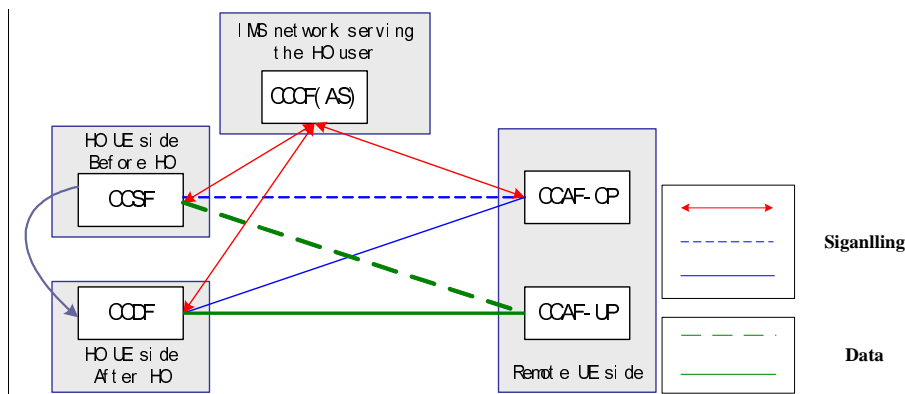 IMS network serving
the HO user
CCCF(AS)
HO UE side
Before HO
CCSF
CCAF-CP
Siganlling
CCDF
CCAF-UP
HO UE side
After HO
Remote UE side
Data